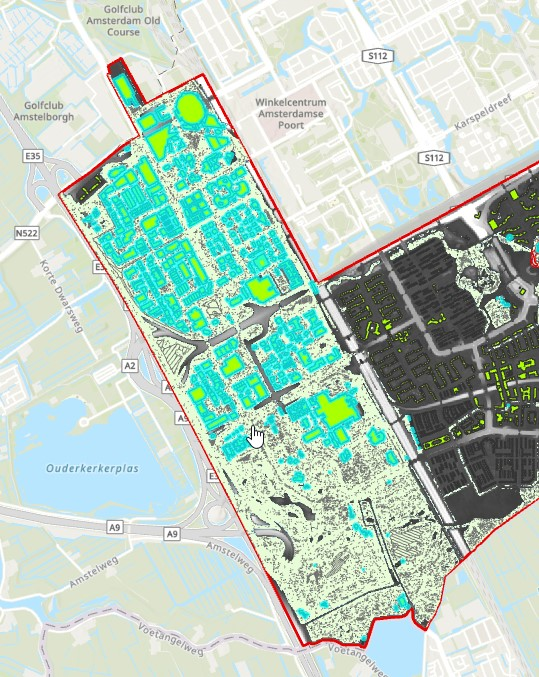 Golfclub
Amsterdam Old
Course
S112
Golfclub
Amstelborgh
Winkelcentrum
Amsterdamse
Poort
Karspeldreef
E35
S112
N522
Korte Dwarsweg
A2
Ouderkerkerplas
A9
A9
Amstelweg
Amstelweg
Voetangelweg
Voetangelweg